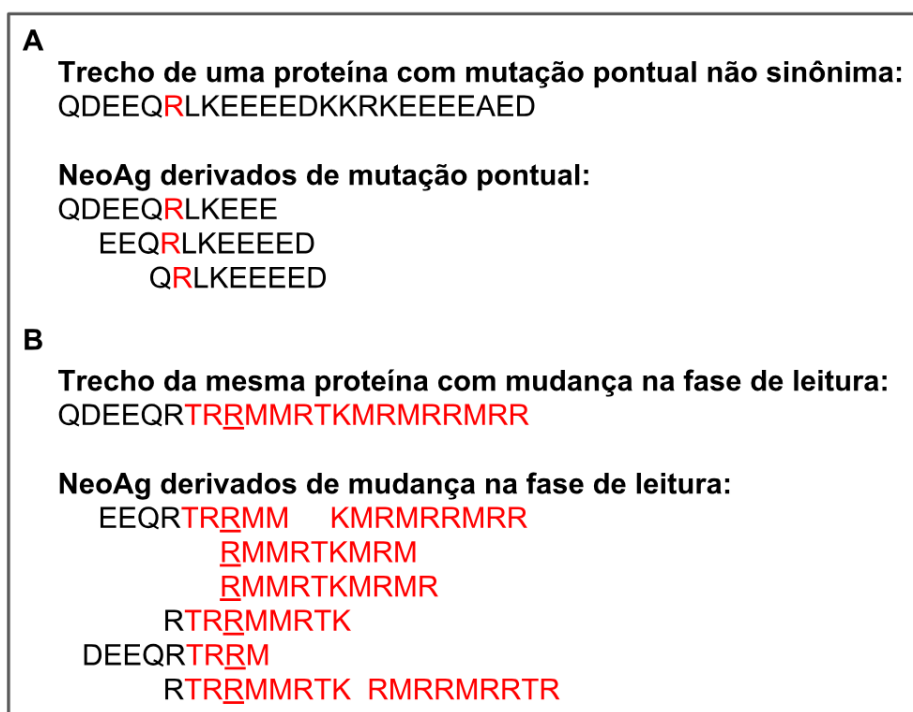 A
Trecho de uma proteína com mutação pontual não sinônima:
QDEEQRLKEEEEDKKRKEEEEAED
NeoAg derivados de mutação pontual:
QDEEQRLKEEE
EEQRLKEEEED
QRLKEEEED
B
Trecho da mesma proteína com mudança na fase de leitura:
QDEEQRTRRMMRTKMRMRRMRR
NeoAg derivados de mudança na fase de leitura:
EEQRTRRMM KMRMRRMRR
RMMRTKMRM
RMMRTKMRMR
RTRRMMRTK
DEEQRTRRM
RTRRMMRTK RMRRMRRTR